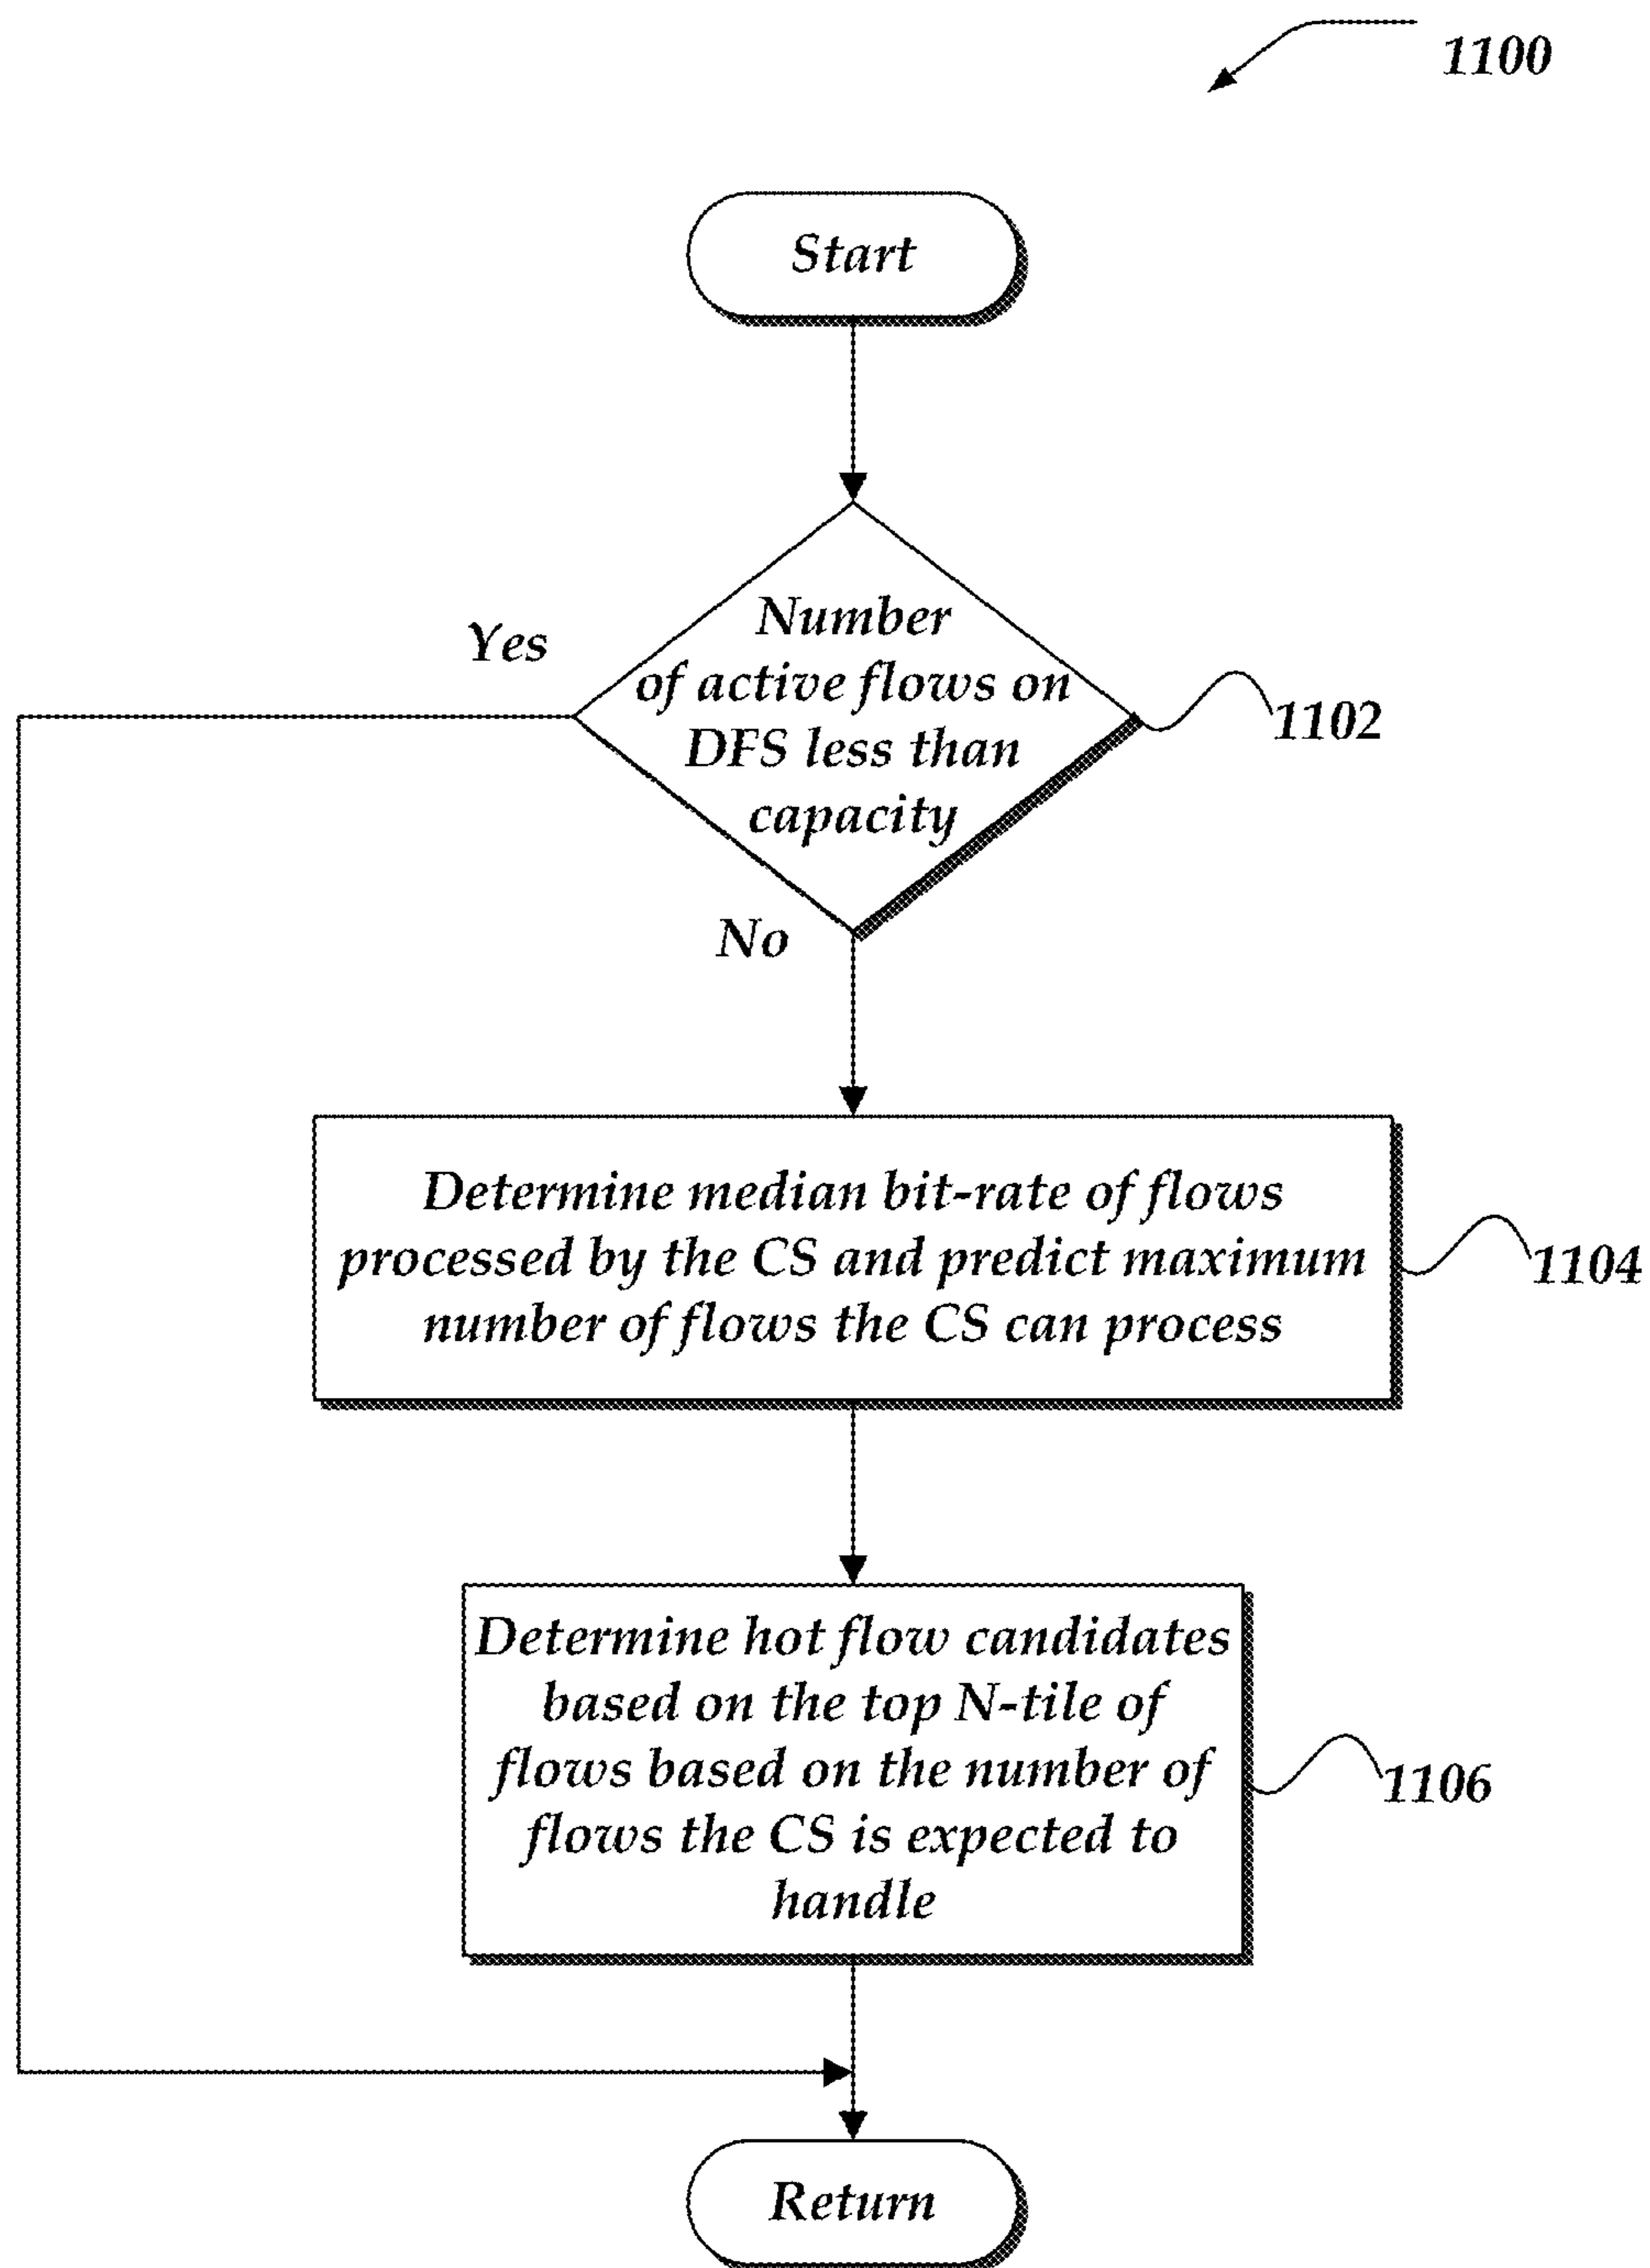 1100
Start
Yes
Number
of active flows on
DFS less than
capacity
1102
No
Determine median bit-rate of flows
processed by the CS and predict maximum
number of flows the CS can process
1104
Determine hot flow candidates
based on the top N-tile of
flows based on the number of
flows the CS is expected to
handle
1106
Return